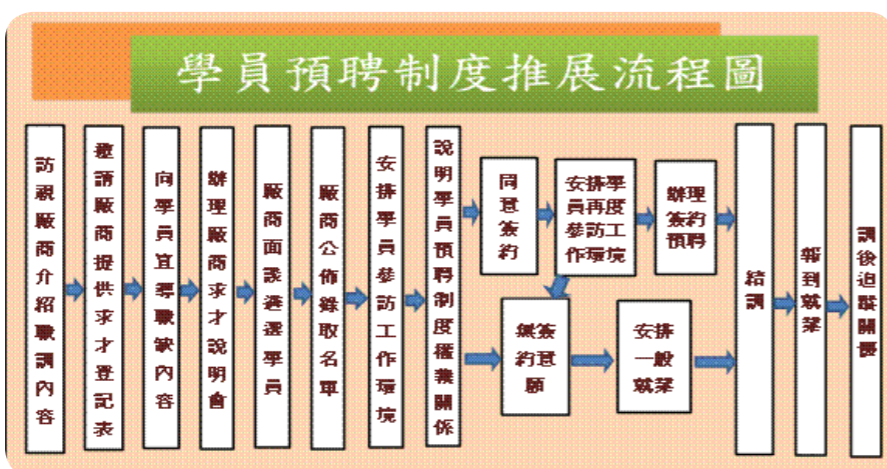 學員預聘制度推展流程圖
訪視廠商介紹職訓內容
邀請廠商提供求才登記表
向學員宣導職缺內容
辦理廠商求才說明會
廠商面談遴選學員
廠商公佈錄取名單
安排學員參訪工作環境
說明學員預聘制度權義關係
同意簽約
安排學
員再度
參訪工
作環境
辦理
簽約
預聘
無簽
約意
願
安排
一般
就業
結訓
報到就業
訓後追蹤關懷